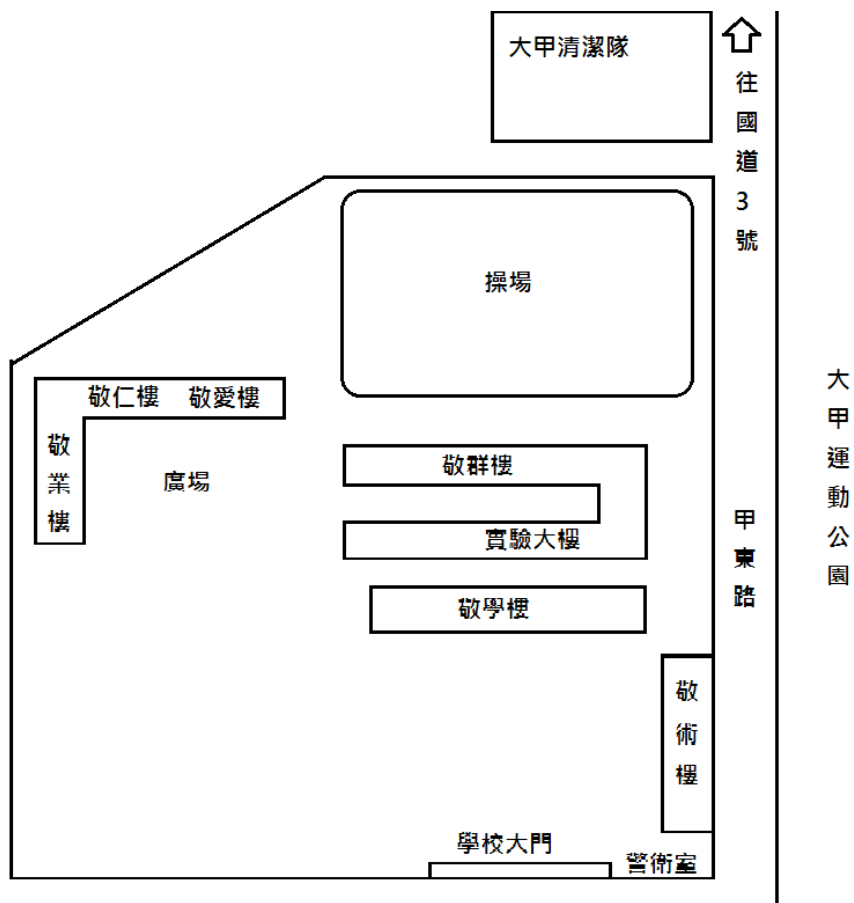 大甲清潔隊
往國道3號
操場
大甲運動公園
敬仁樓 敬愛樓
敬業樓
廣場
敬群樓
實驗大樓
甲東路
敬學樓
敬術樓
學校大門
警衛室